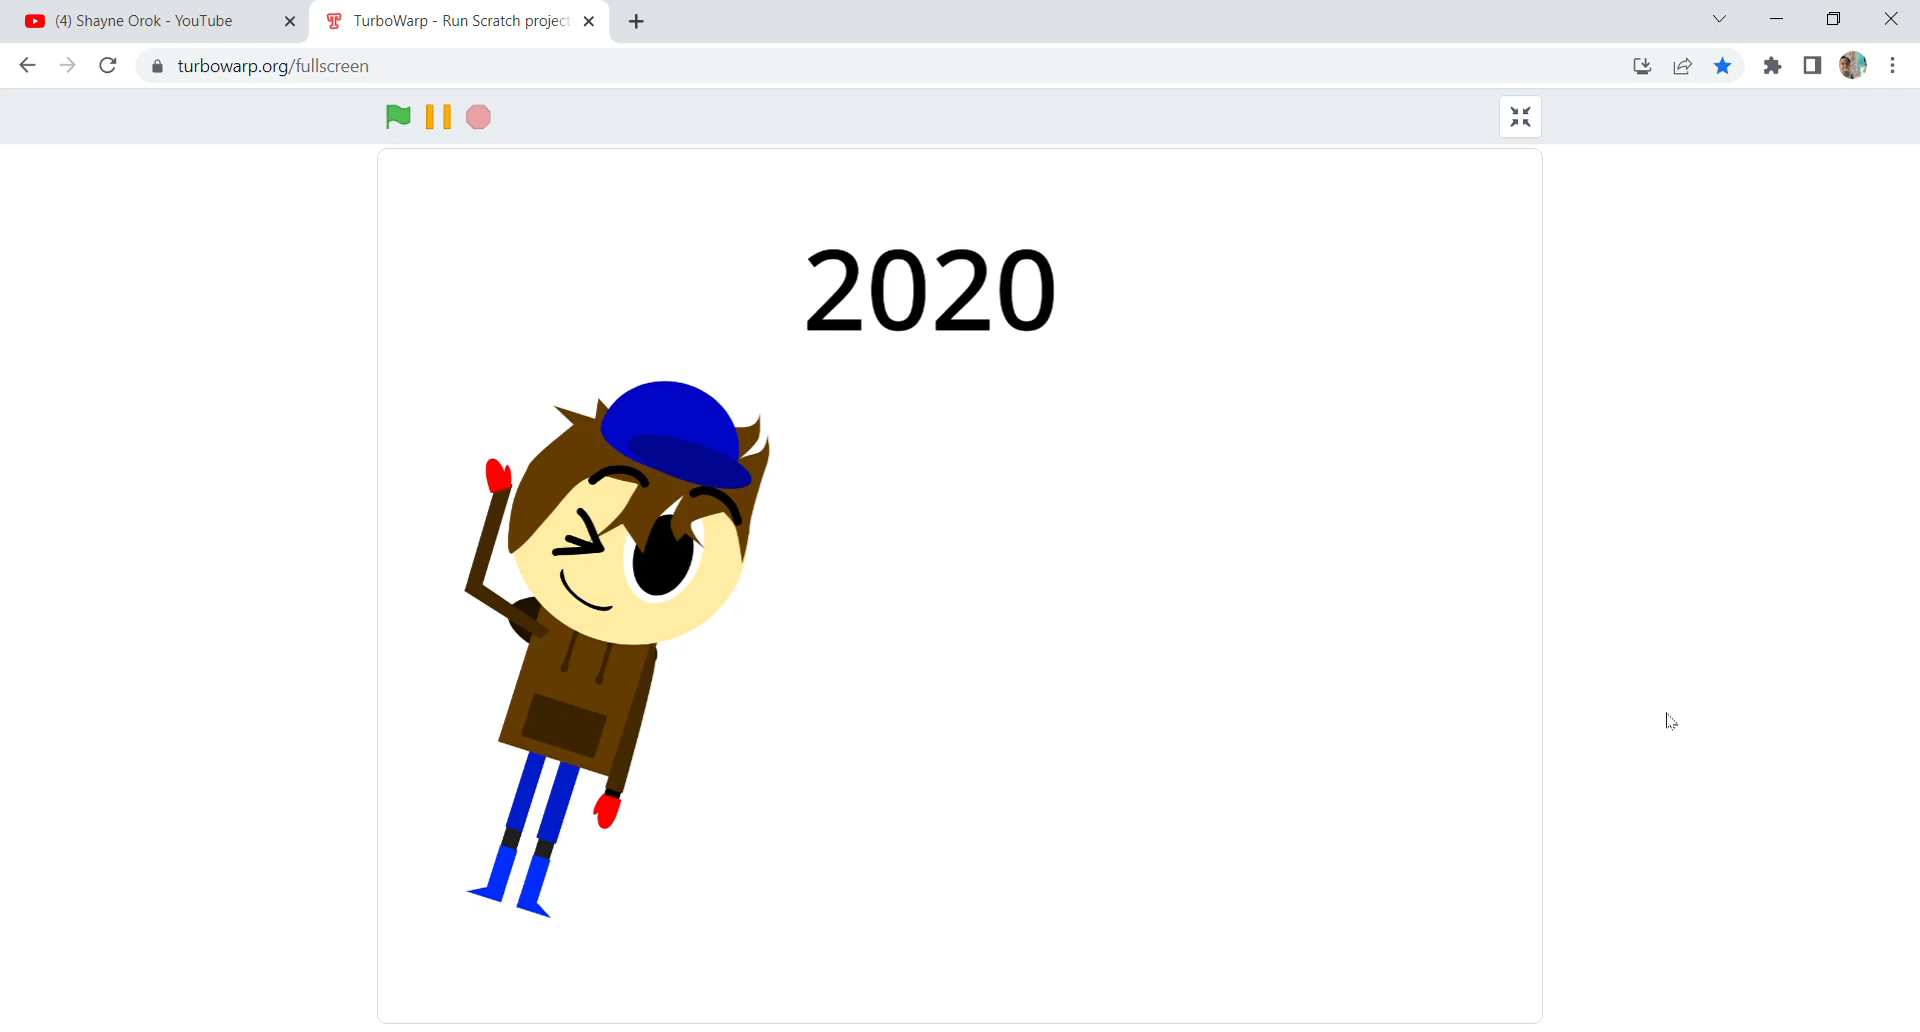 (4) Shayne Orok - YouTube
TurboWarp - Run Scratch project
turbowarp.org/fullscreen
2020